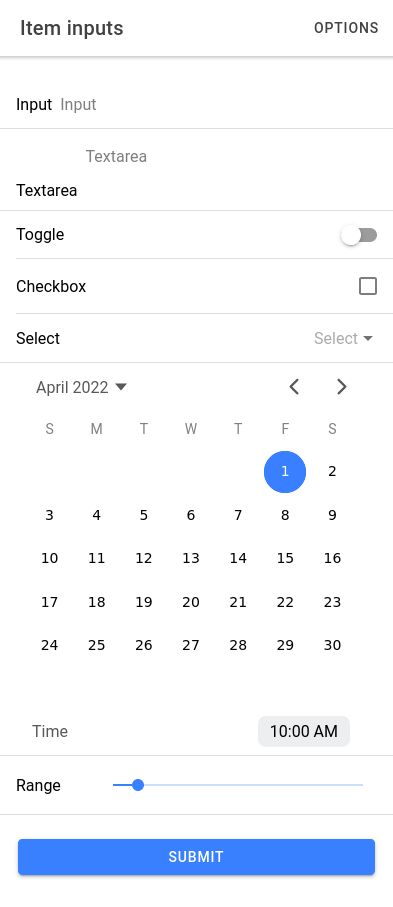 Item inputs OPTIONS
Input Input
Textarea
Textarea
Toggle
Checkbox
Select Select
April 2022
S M T W T F S
1 2
3 4 5 6 7 8 9
10 11 12 13 14 15 16
17 18 19 20 21 22 23
24 25 26 27 28 29 30
Time 10:00 AM
Range
SUBMIT